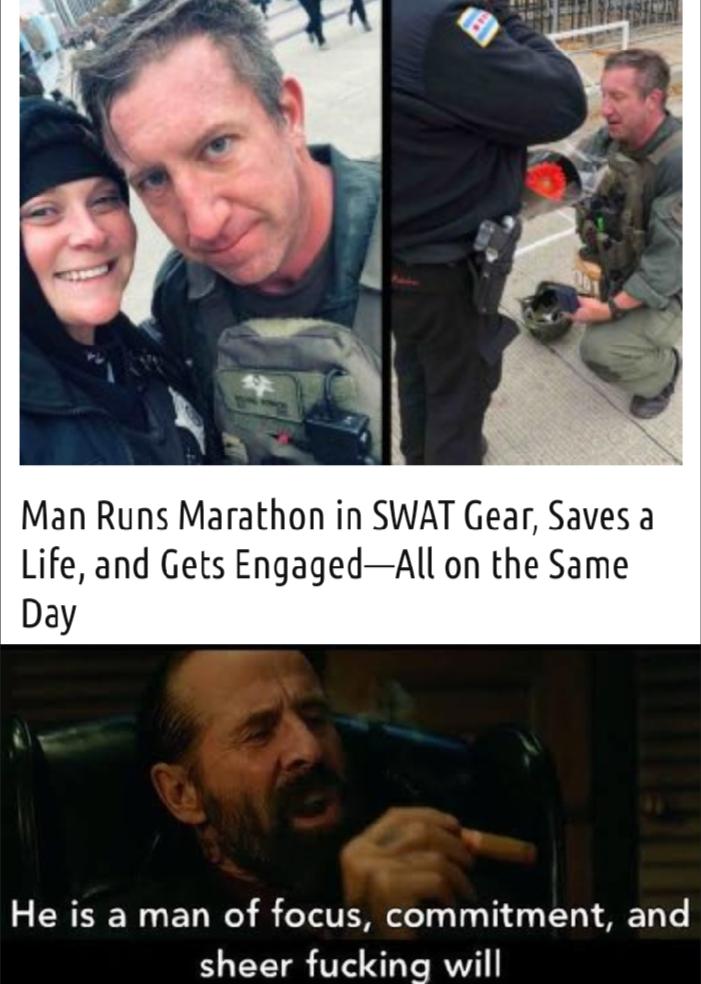 Man Runs Marathon in SWAT Gear, Saves a
Life, and Gets Engaged—All on the Same
Day
He is a man of focus, commitment, and
sheer fucking will